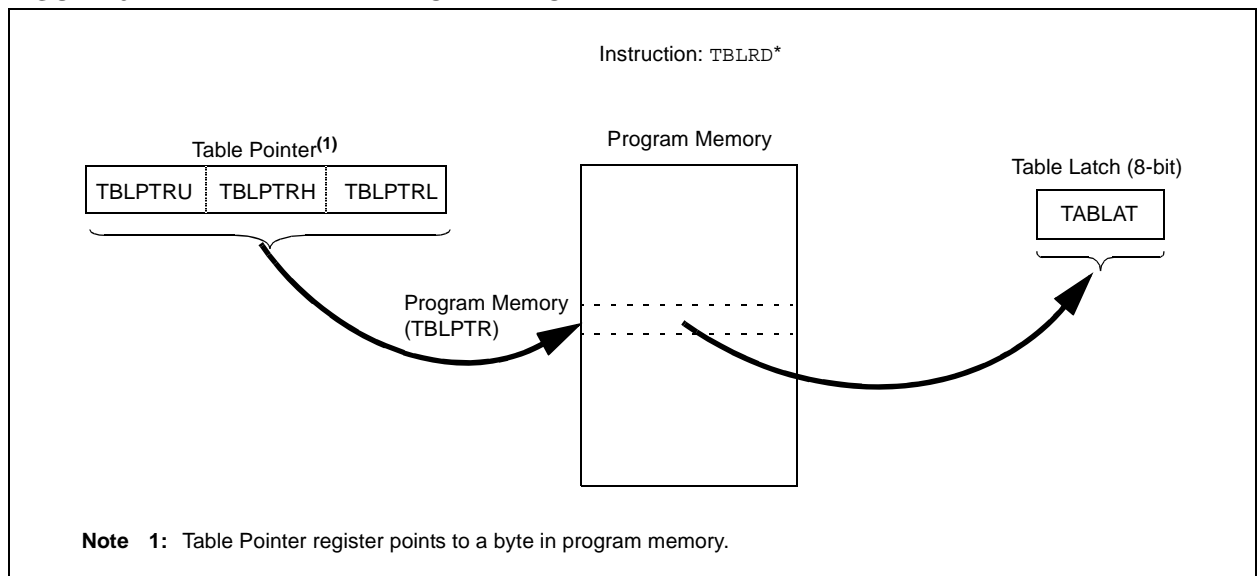 Instruction: TBLRD*
Table Pointer(1)
Program Memory
Table Latch (8-bit)
TBLPTRU TBLPTRH TBLPTRL
TABLAT
Program Memory
(TBLPTR)
Note 1: Table Pointer register points to a byte in program memory.